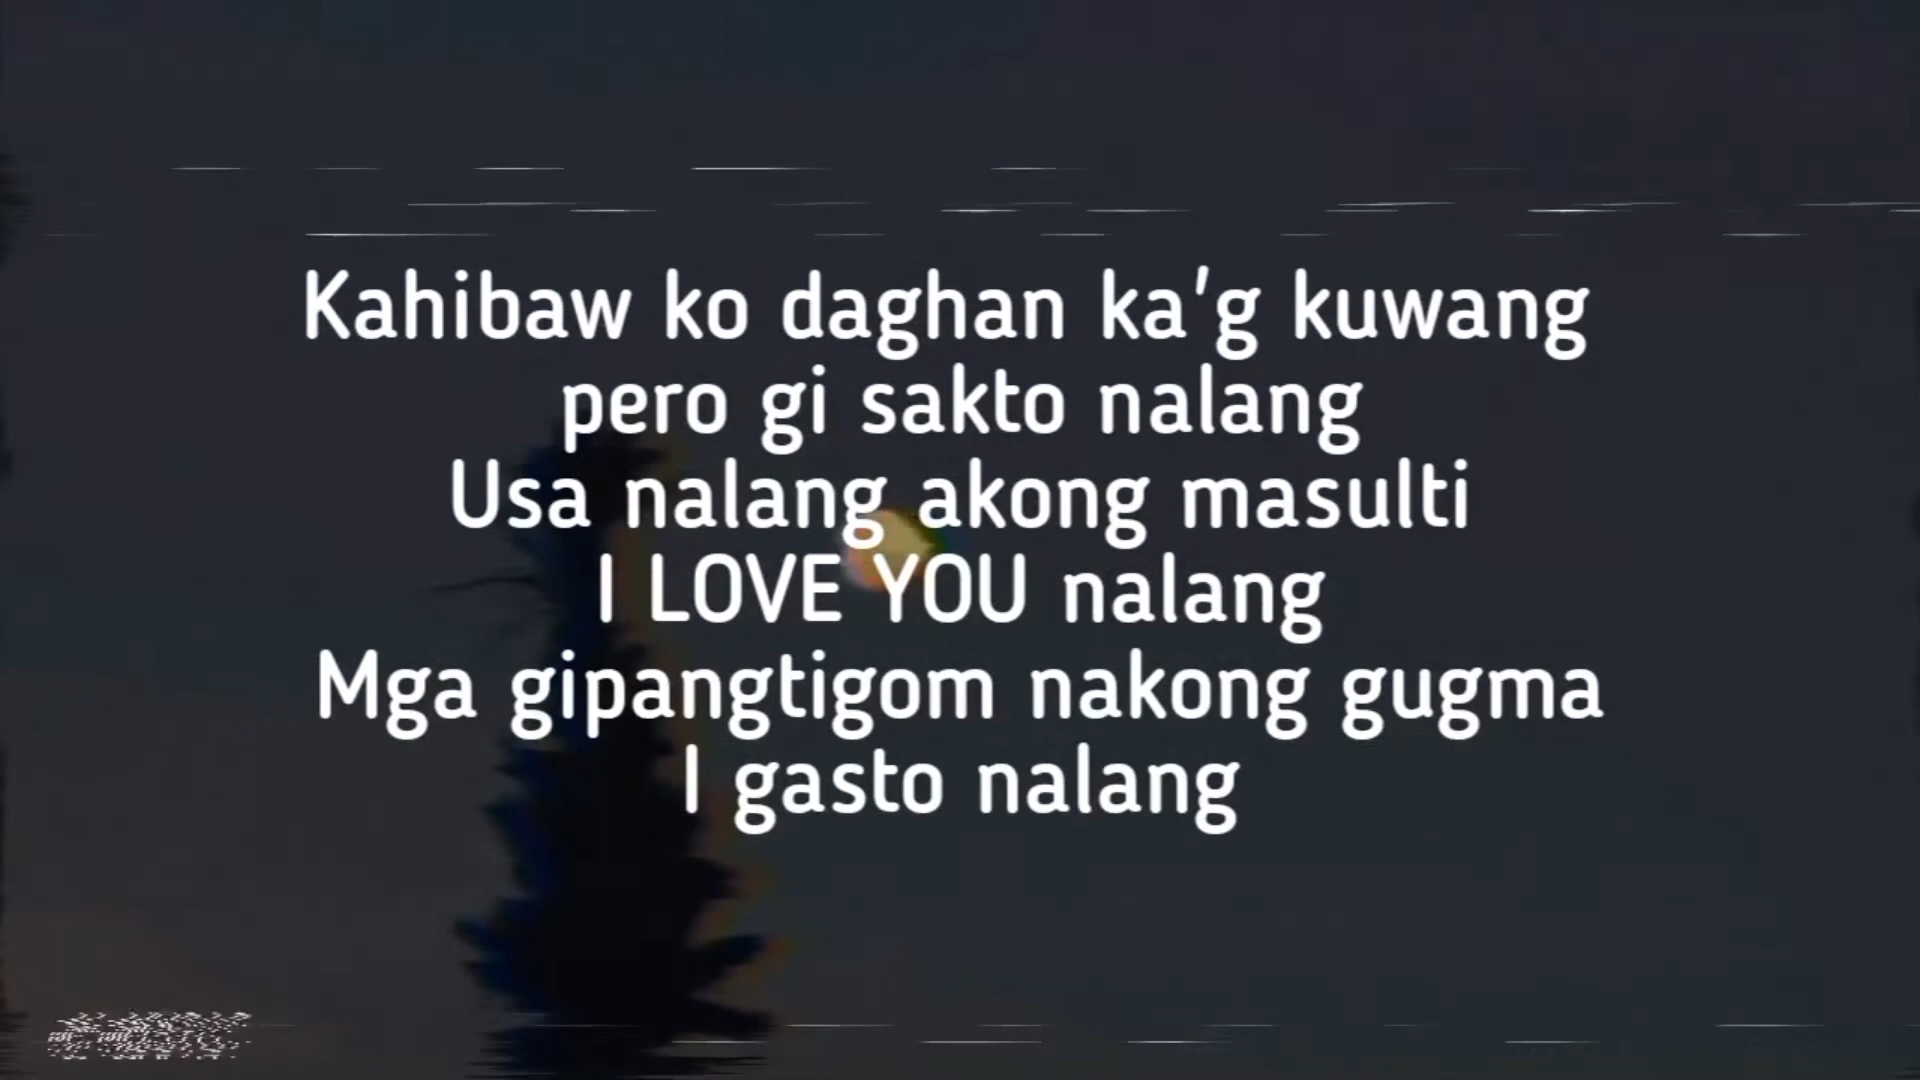 Kahibaw ko daghan ka'g kuwang
pero gi sakto nalang
Usa nalang akong masulti
I LOVE YOU nalang
Mga gipangtigom nakong gugma
I gasto nalang